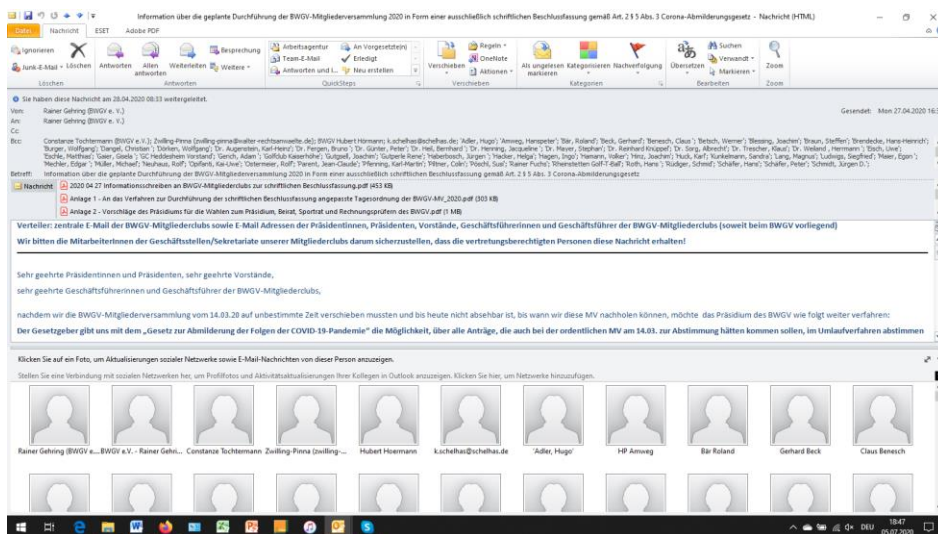 Information über die geplante Durchführung der BWGV-Mitgliederversammlung 2020 in Form einer ausschließlich schriftlichen Beschlussfassung gemäß Art. 2 § 5 Abs. 3 Corona-Abmilderungsgesetz - Nachricht (HTML)
Datei Nachricht ESET Adobe PDF
Ignorieren
Junk-E-Mail
Löschen
Antworten
Allen antworten
Weiterleiten
Besprechung
Weitere
Arbeitsagentur
Team-E-Mail
Antworten und l...
An Vorgesetzte(n)
Erledigt
Neu erstellen
Verschieben
Regeln
OneNote
Aktionen
Als ungelesen markieren
Kategorisieren
Nachverfolgung
Übersetzen
Suchen
Verwandt
Markieren
Zoom
Löschen Antworten QuickSteps Verschieben Kategorien Bearbeiten Zoom
Sie haben diese Nachricht am 28.04.2020 08:33 weitergeleitet.
Von: Rainer Gehring (BWGV e. V.) Gesendet: Mon 27.04.2020 16:3
An: Rainer Gehring (BWGV e. V.)
Cc
Bcc:
Betreff: Information über die geplante Durchführung der BWGV-Mitgliederversammlung 2020 in Form einer ausschließlich schriftlichen Beschlussfassung gemäß Art. 2 § 5 Abs. 3 Corona-Abmilderungsgesetz
Nachricht 2020 04 27 Informationsschreiben an BWGV-Mitgliederclubs zur schriftlichen Beschlussfassung.pdf (453 KB)
Anlage 1 - An das Verfahren zur Durchführung der schriftlichen Beschlussfassung angepasste Tagesordnung der BWGV-MV_2020.pdf (303 KB)
Anlage 2 - Vorschläge des Präsidiums für die Wahlen zum Präsidium, Beirat, Sportrat und Rechnungsprüfern des BWGV.pdf (1 MB)
Verteiler: zentrale E-Mail der BWGV-Mitgliederclubs sowie E-Mail Adressen der Präsidentinnen, Präsidenten, Vorstände, Geschäftsführerinnen und Geschäftsführer der BWGV-Mitgliederclubs (soweit beim BWGV vorliegend)
Wir bitten die MitarbeiterInnen der Geschäftsstellen/Sekretariate unserer Mitgliederclubs darum sicherzustellen, dass die vertretungsberechtigten Personen diese Nachricht erhalten!
Sehr geehrte Präsidentinnen und Präsidenten, sehr geehrte Vorstände,
sehr geehrte Geschäftsführerinnen und Geschäftsführer der BWGV-Mitgliederclubs,
nachdem wir die BWGV-Mitgliederversammlung vom 14.03.20 auf unbestimmte Zeit verschieben mussten und bis heute nicht absehbar ist, bis wann wir diese MV nachholen können, möchte das Präsidium des BWGV wie folgt weiter verfahren:
Der Gesetzgeber gibt uns mit dem „Gesetz zur Abmilderung der Folgen der COVID-19-Pandemie“ die Möglichkeit, über alle Anträge, die auch bei der ordentlichen MV am 14.03. zur Abstimmung hätten kommen sollen, im Umlaufverfahren abstimmen
Klicken Sie auf ein Foto, um Aktualisierungen sozialer Netzwerke sowie E-Mail-Nachrichten von dieser Person anzuzeigen.
Stellen Sie eine Verbindung mit sozialen Netzwerken her, um Profilfotos und Aktivitätsaktualisierungen Ihrer Kollegen in Outlook anzuzeigen. Klicken Sie hier, um Netzwerke hinzuzufügen.
Rainer Gehring (BWGV e.... BWGV e.V. - Rainer Gehri... Constanze Tochtermann Zwilling-Pinna (zwilling-... Hubert Hoermann k.schelhas@schelhas.de 'Adler, Hugo' HP Amweg Bär Roland Gerhard Beck Claus Benesch
DEU 18:47
05.07.2020